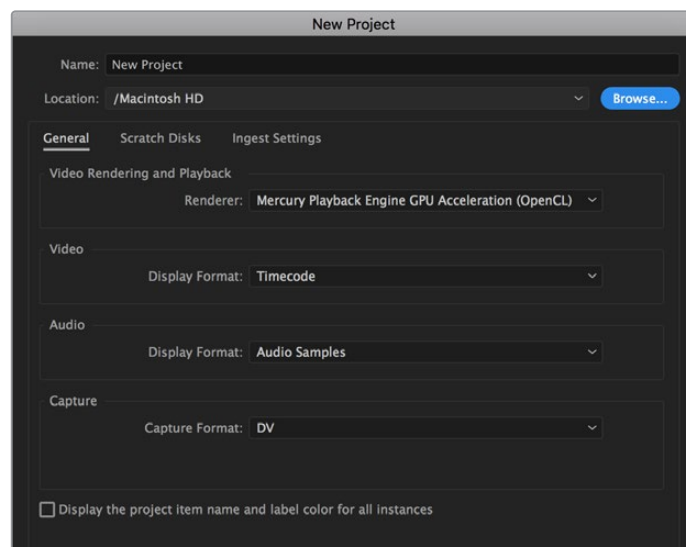 New Project
Name: New Project
Location: /Macintosh HD Browse...
General Scratch Disks Ingest Settings
Video Rendering and Playback
Renderer: Mercury Playback Engine GPU Acceleration (OpenCL)
Video
Display Format: Timecode
Audio
Display Format: Audio Samples
Capture
Capture Format: DV
Display the project item name and label color for all instances